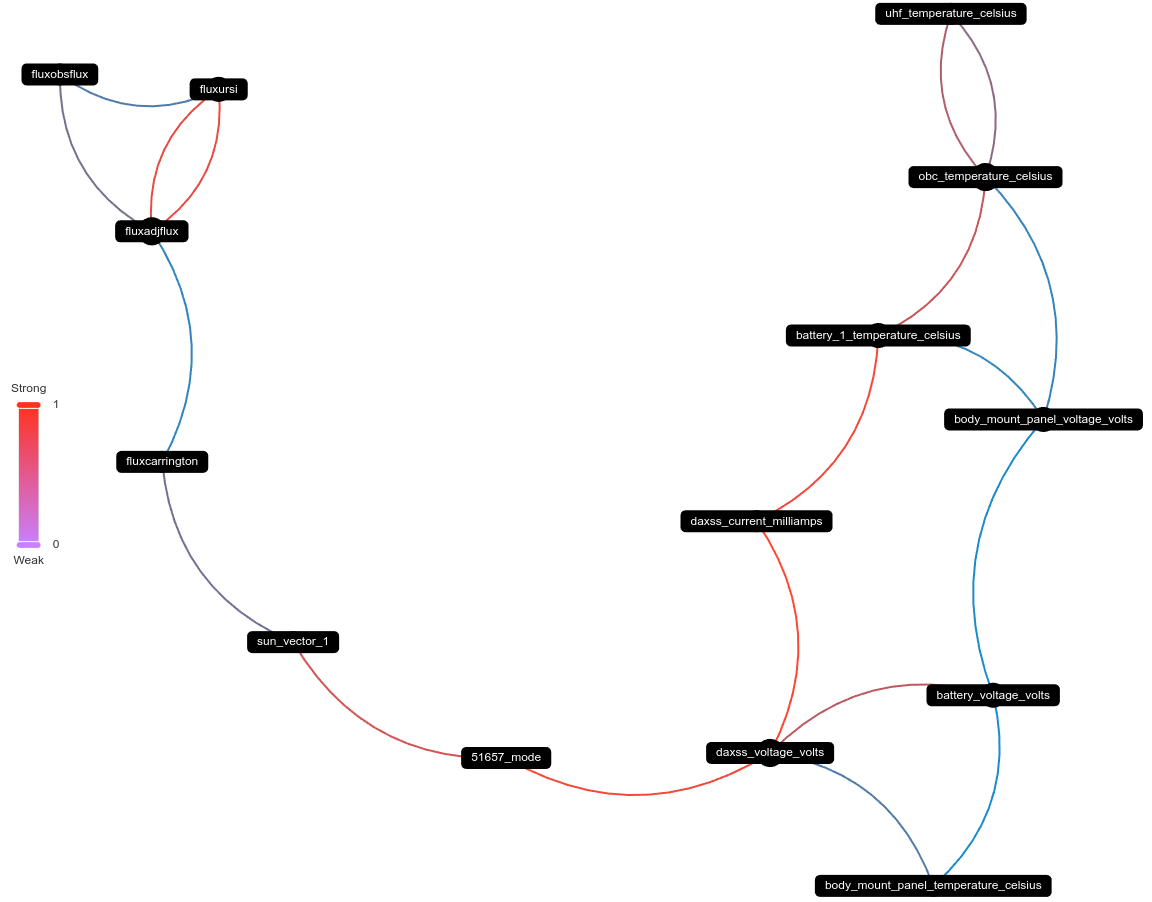 uhf_temperature_celsius
fluxobsflux
fluxursi
obc_temperature_celsius
fluxadjflux
battery_1_temperature_celsius
Strong
1
body_mount_panel_voltage_volts
fluxcarrington
daxss_current_milliamps
0
Weak
sun_vector_1
battery_voltage_volts
51657_mode
daxss_voltage_volts
body_mount_panel_temperature_celsius